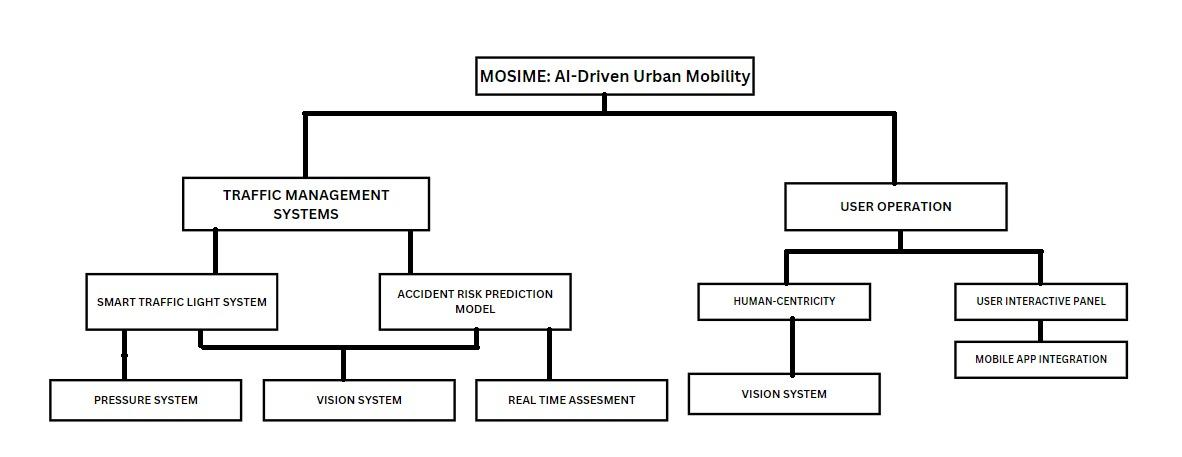 MOSIME: AI-Driven Urban Mobility
TRAFFIC MANAGEMENT
SYSTEMS
USER OPERATION
SMART TRAFFIC LIGHT SYSTEM
ACCIDENT RISK PREDICTION
MODEL
HUMAN-CENTRICITY
USER INTERACTIVE PANEL
MOBILE APP INTEGRATION
PRESSURE SYSTEM
VISION SYSTEM
REAL TIME ASSESMENT
VISION SYSTEM